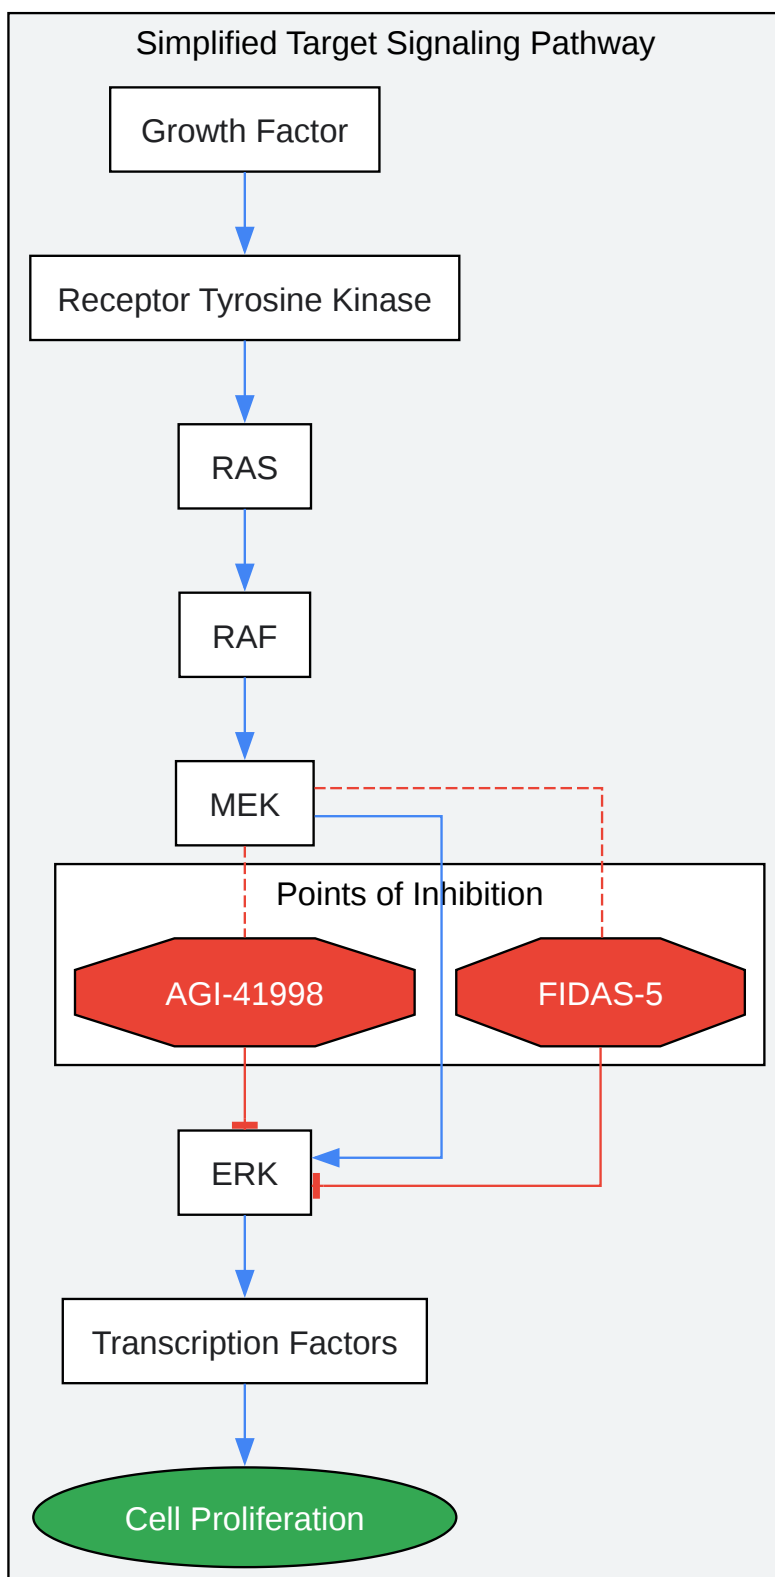 Simplified Target Signaling Pathway
Growth Factor
Receptor Tyrosine Kinase
RAS
RAF
MEK
Points of Inhibition
AGI-41998
FIDAS-5
ERK
Transcription Factors
Cell Proliferation